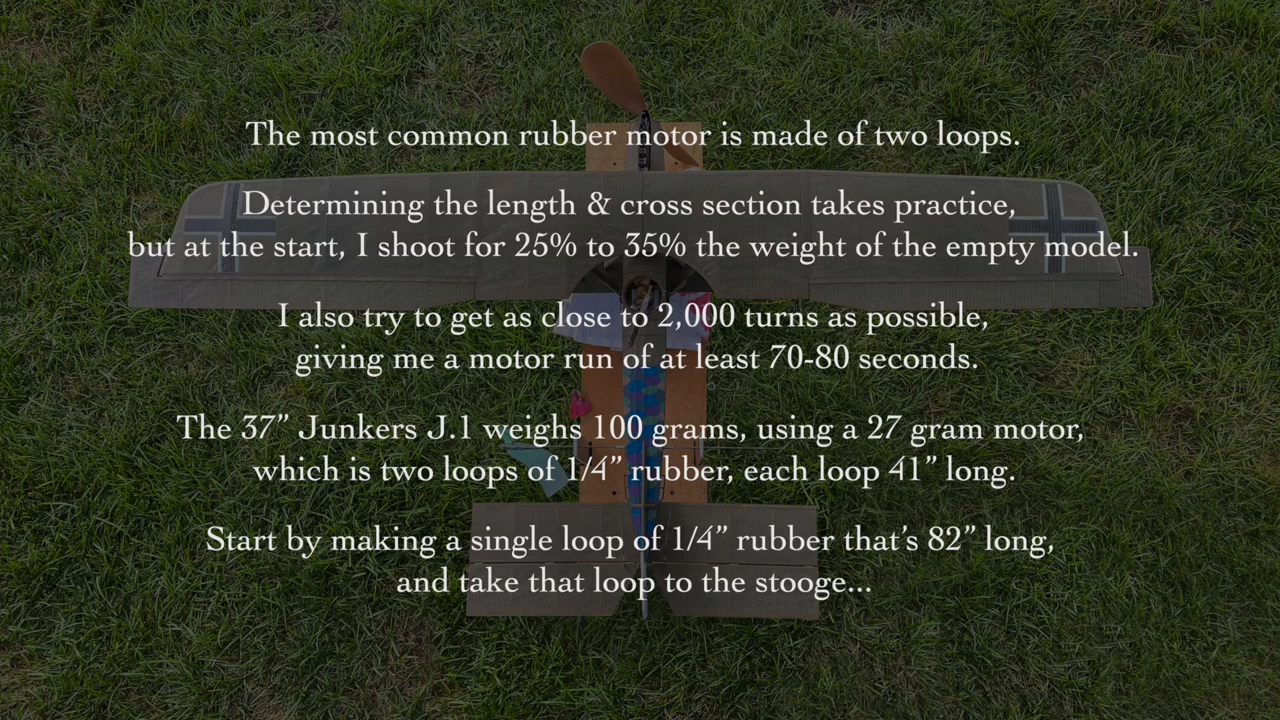 The most common rubber motor is made of two loops.
Determining the length & cross section takes practice,
but at the start, I shoot for 25% to 35% the weight of the empty model.
I also try to get as close to 2,000 turns as possible,
giving me a motor run of at least 70-80 seconds.
The 37” Junkers J.1 weighs 100 grams, using a 27 gram motor,
which is two loops of 1/4” rubber, each loop 41” long.
Start by making a single loop of 1/4” rubber that’s 82” long,
and take that loop to the stooge...